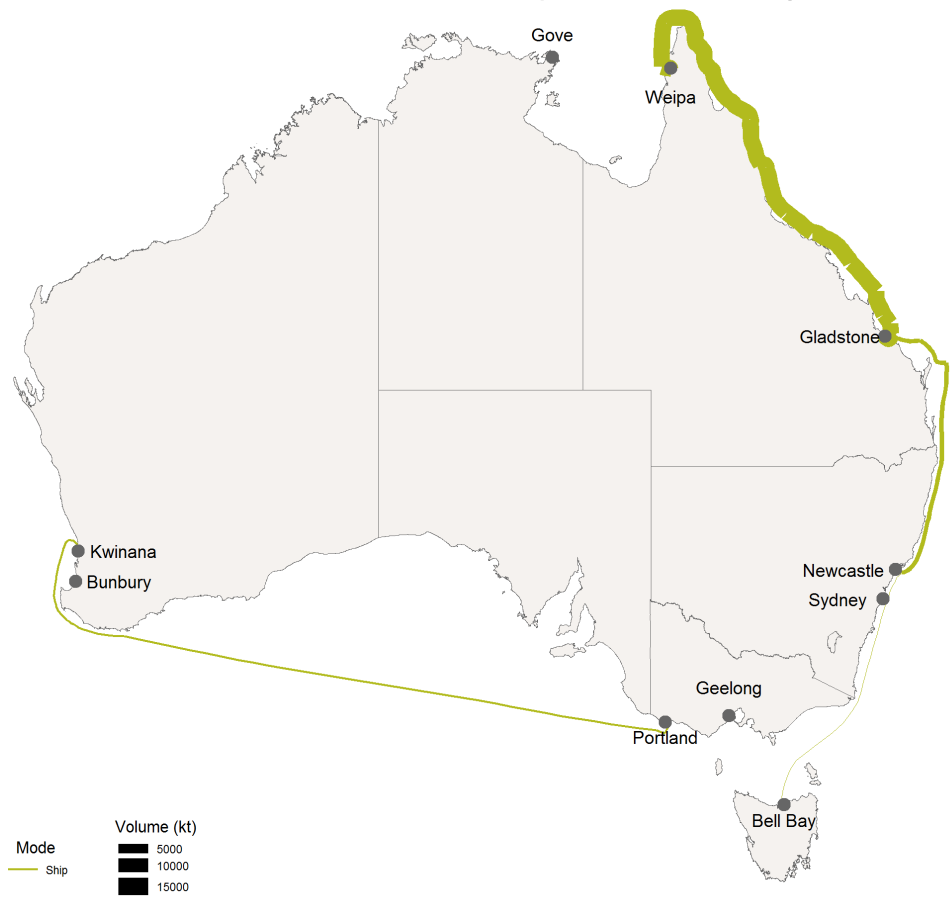 Gove
Weipa
Gladstone
Kwinana
Bunbury
Newcastle
Sydney
Geelong
Portland
Bell Bay
Mode
Ship
Volume (kt)
5000
10000
15000